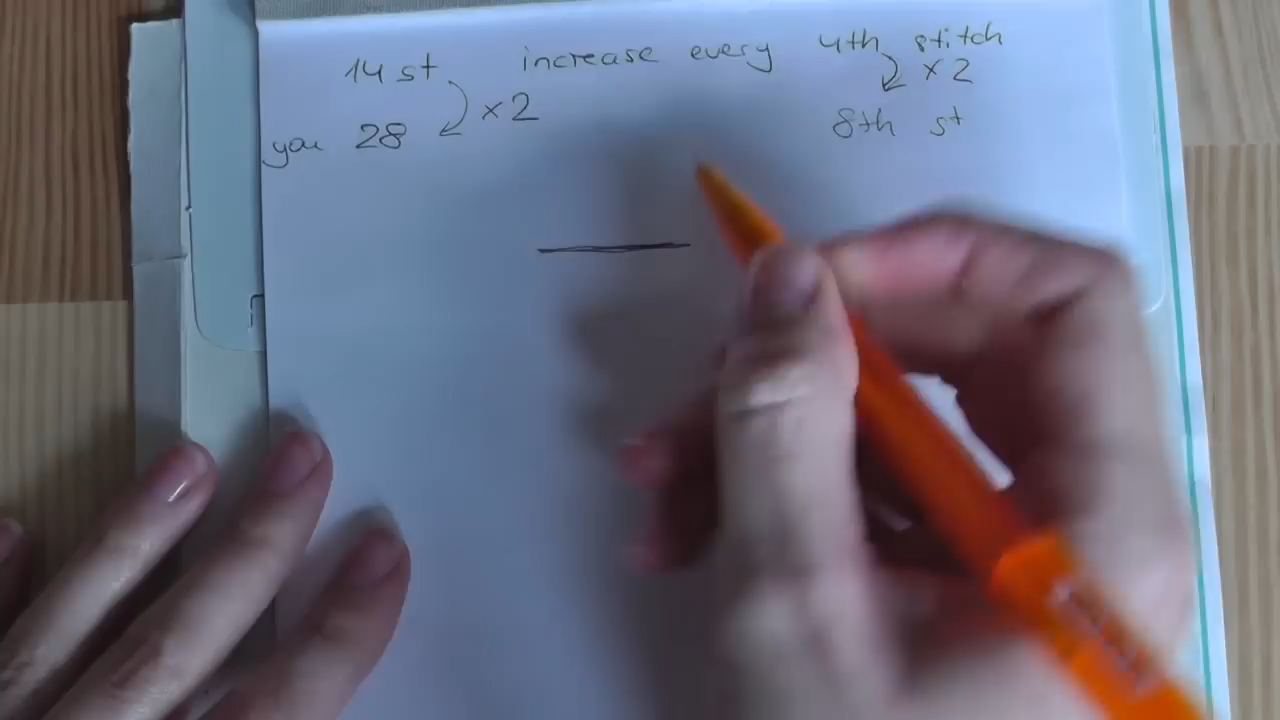 14 st increase every 4th stitch
x 2 x 2
you 28 8th st